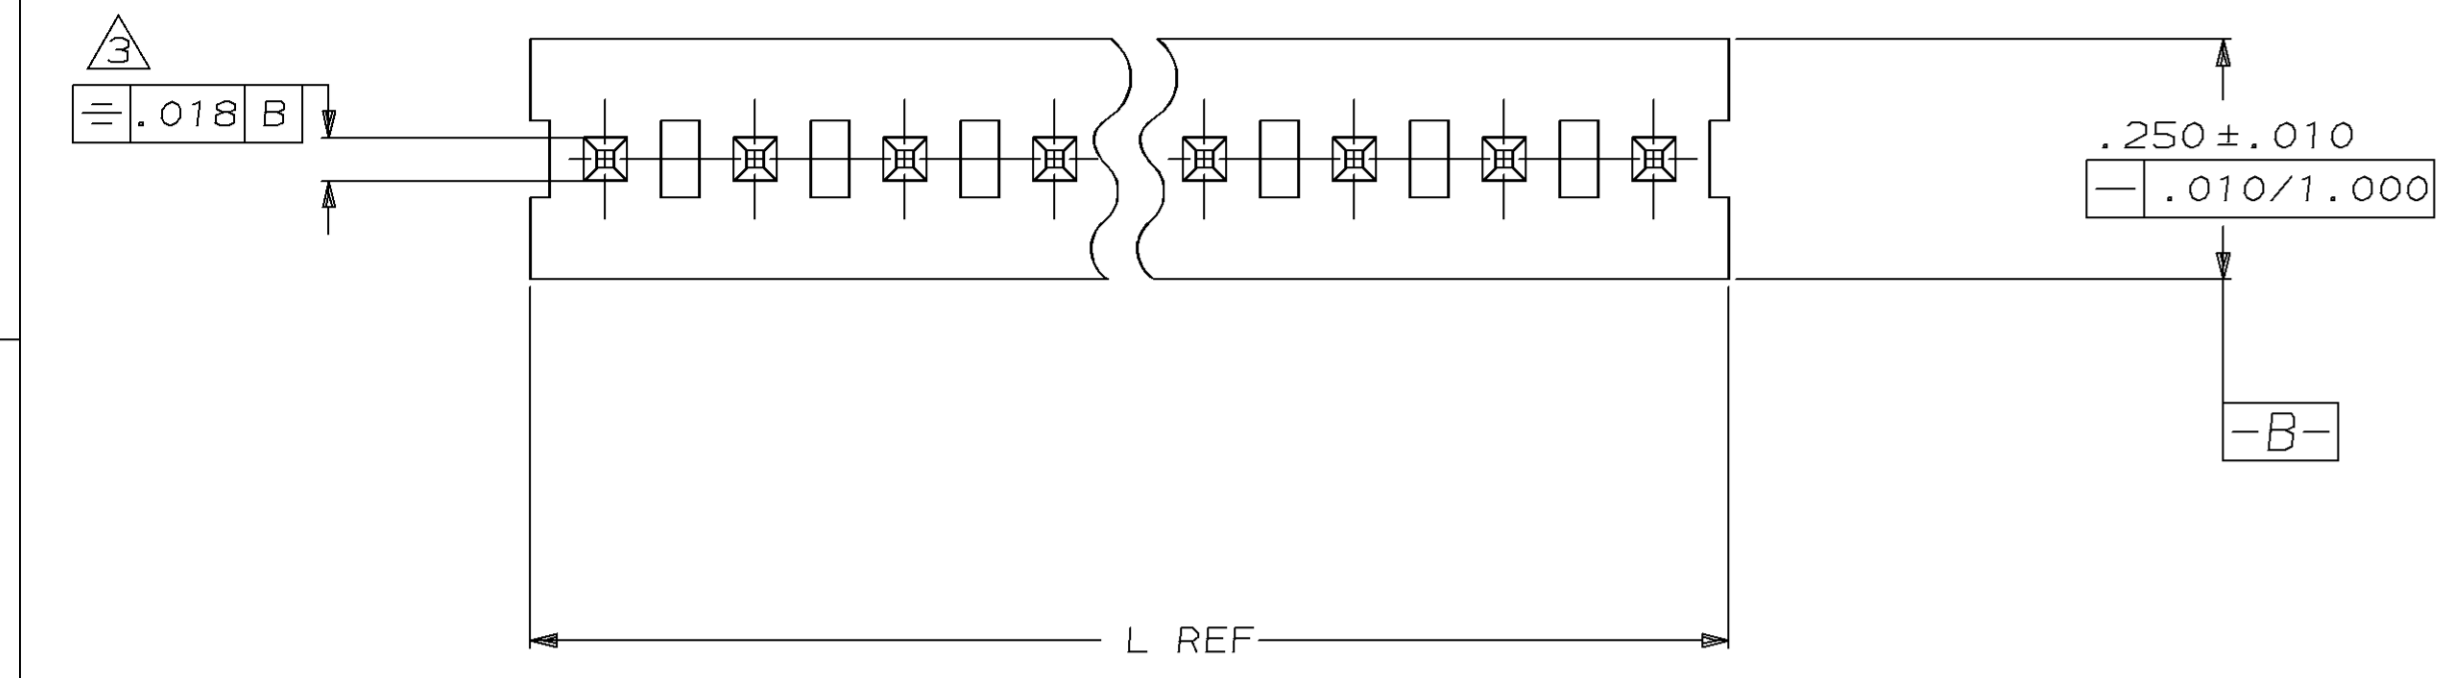 3
⌯ .018 B
.250±.010
— .010/1.000
-B-
L REF